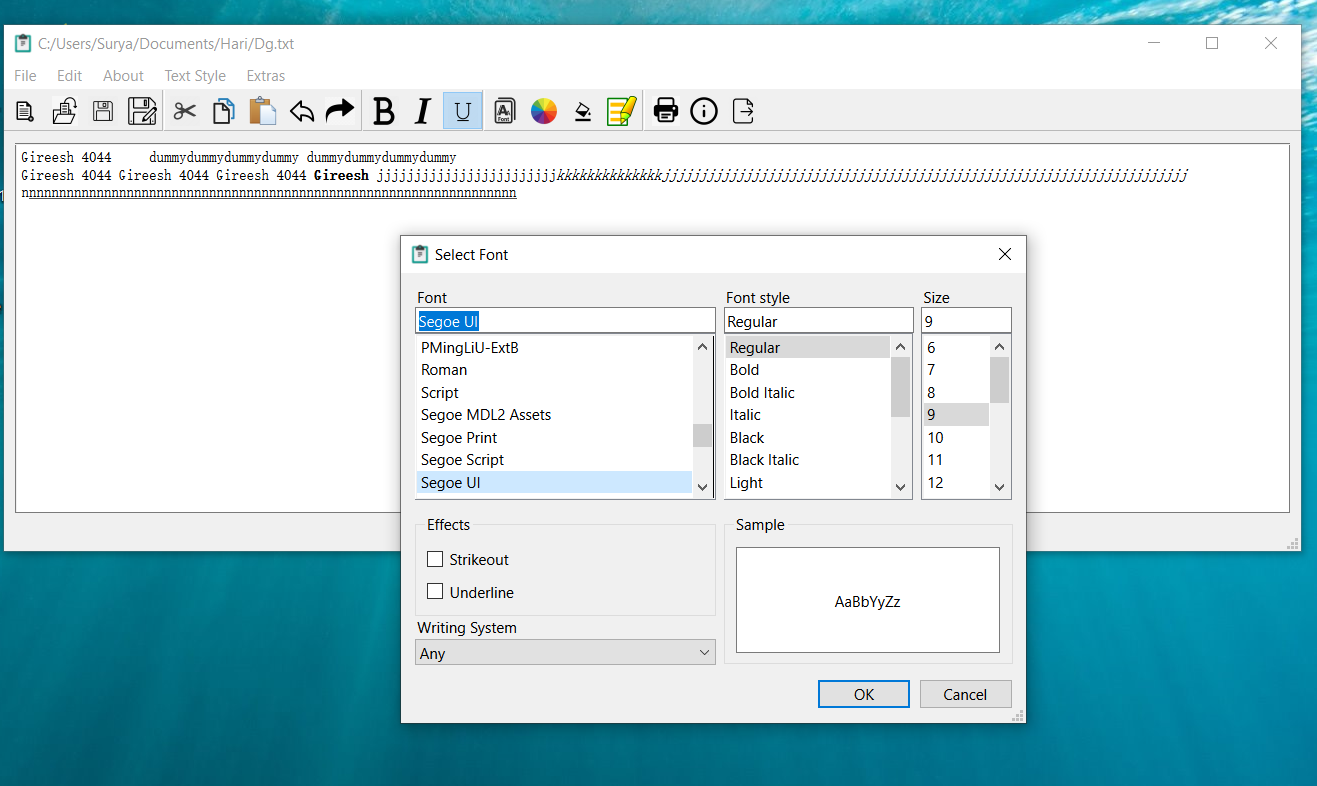 C:/Users/Surya/Documents/Hari/Dg.txt
File Edit About Text Style Extras
B I U A Font
Gireesh 4044 dummydummydummydummy dummydummydummydummy
Gireesh 4044 Gireesh 4044 Gireesh 4044 Gireesh
Select Font
Font Font style Size
Segoe UI Regular 9
PMingLiU-ExtB Regular 6
Roman Bold 7
Script Bold Italic 8
Segoe MDL2 Assets Italic 9
Segoe Print Black 10
Segoe Script Black Italic 11
Segoe UI Light 12
Effects Sample
Strikeout
AaBbYyZz
Underline
Writing System
Any
OK Cancel